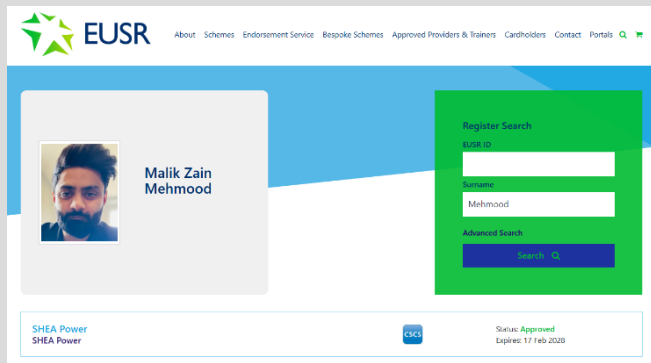 EUSR
About Schemes Endorsement Service Bespoke Schemes Approved Providers & Trainers Cardholders Contact Portals
Malik Zain
Mehmood
Register Search
EUSR ID
Surname
Mehmood
Advanced Search
Search
SHEA Power
SHEA Power
CSCS
Status: Approved
Expires: 17 Feb 2028